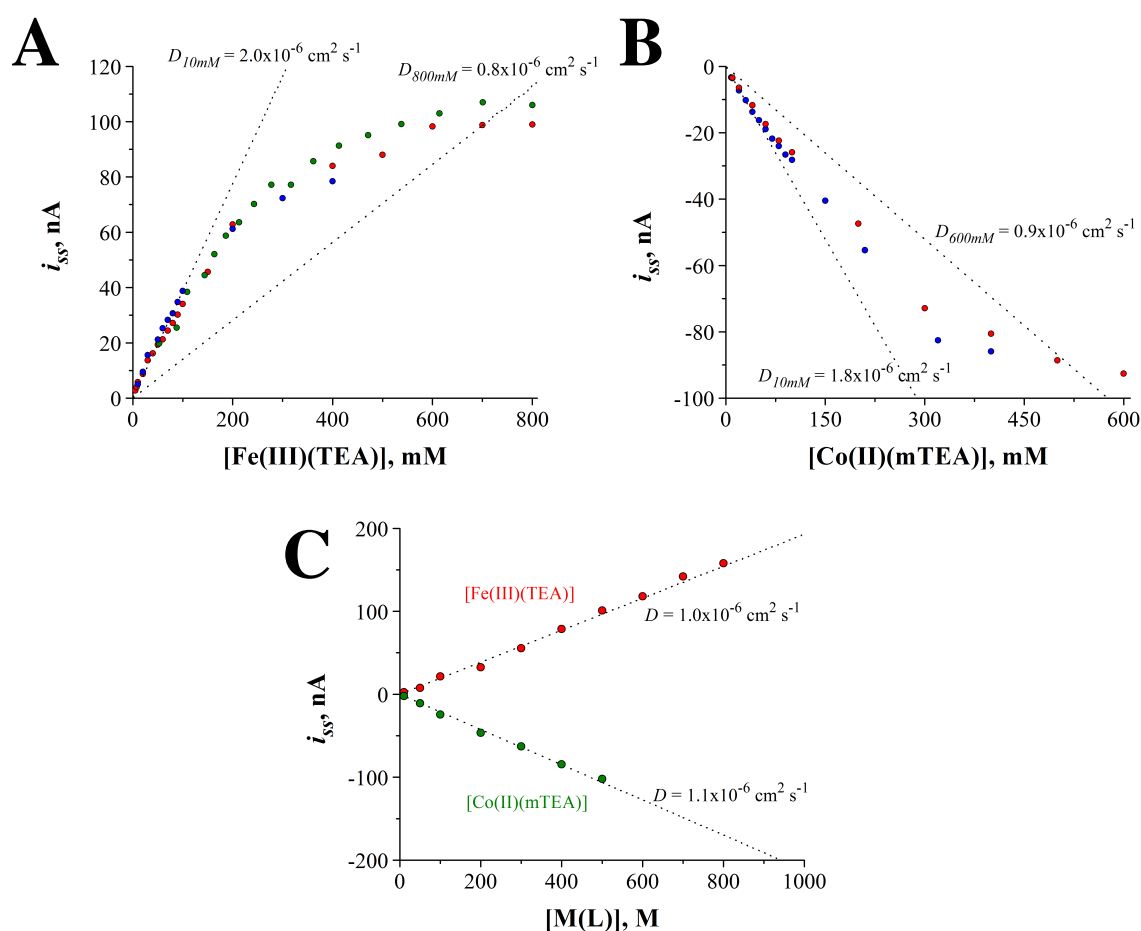 A
D10mM = 2.0x10⁻⁶ cm² s⁻¹
D800mM = 0.8x10⁻⁶ cm² s⁻¹
120
100
80
60
40
20
0
iss, nA
0 200 400 600 800
[Fe(III)(TEA)], mM
B
0
-20
-40
-60
-80
-100
iss, nA
D600mM = 0.9x10⁻⁶ cm² s⁻¹
D10mM = 1.8x10⁻⁶ cm² s⁻¹
0 150 300 450 600
[Co(II)(mTEA)], mM
C
200
100
0
-100
-200
iss, nA
[Fe(III)(TEA)]
D = 1.0x10⁻⁶ cm² s⁻¹
[Co(II)(mTEA)]
D = 1.1x10⁻⁶ cm² s⁻¹
0 200 400 600 800 1000
[M(L)], M